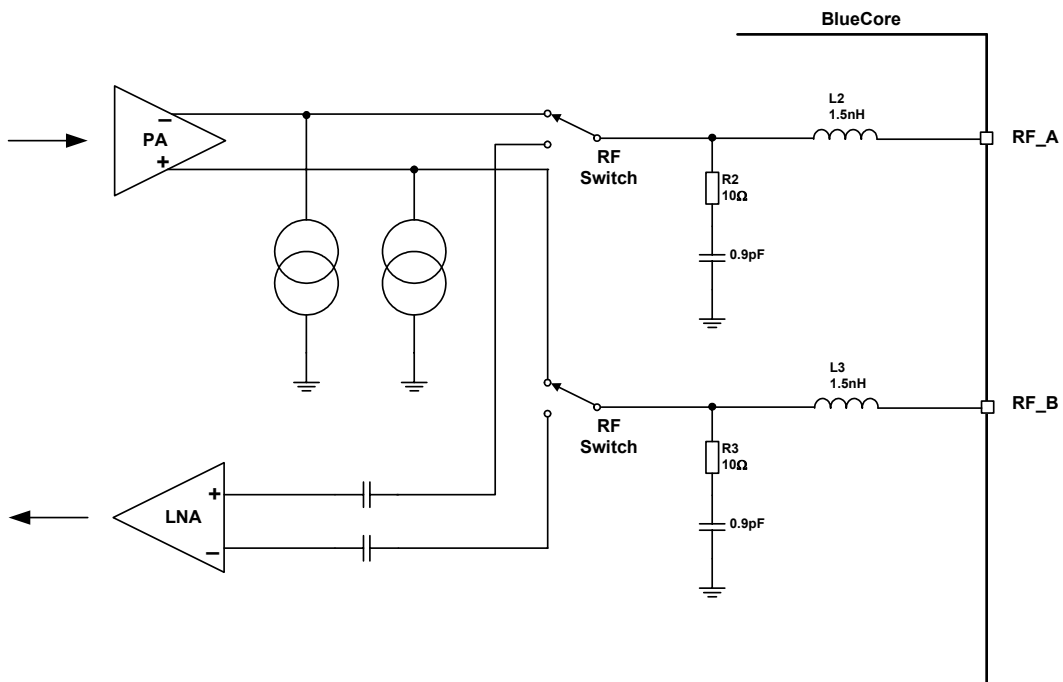 BlueCore
PA
−
+
RF
Switch
L2
1.5nH
RF_A
R2
10Ω
0.9pF
L3
1.5nH
RF_B
RF
Switch
R3
10Ω
0.9pF
LNA
+
−